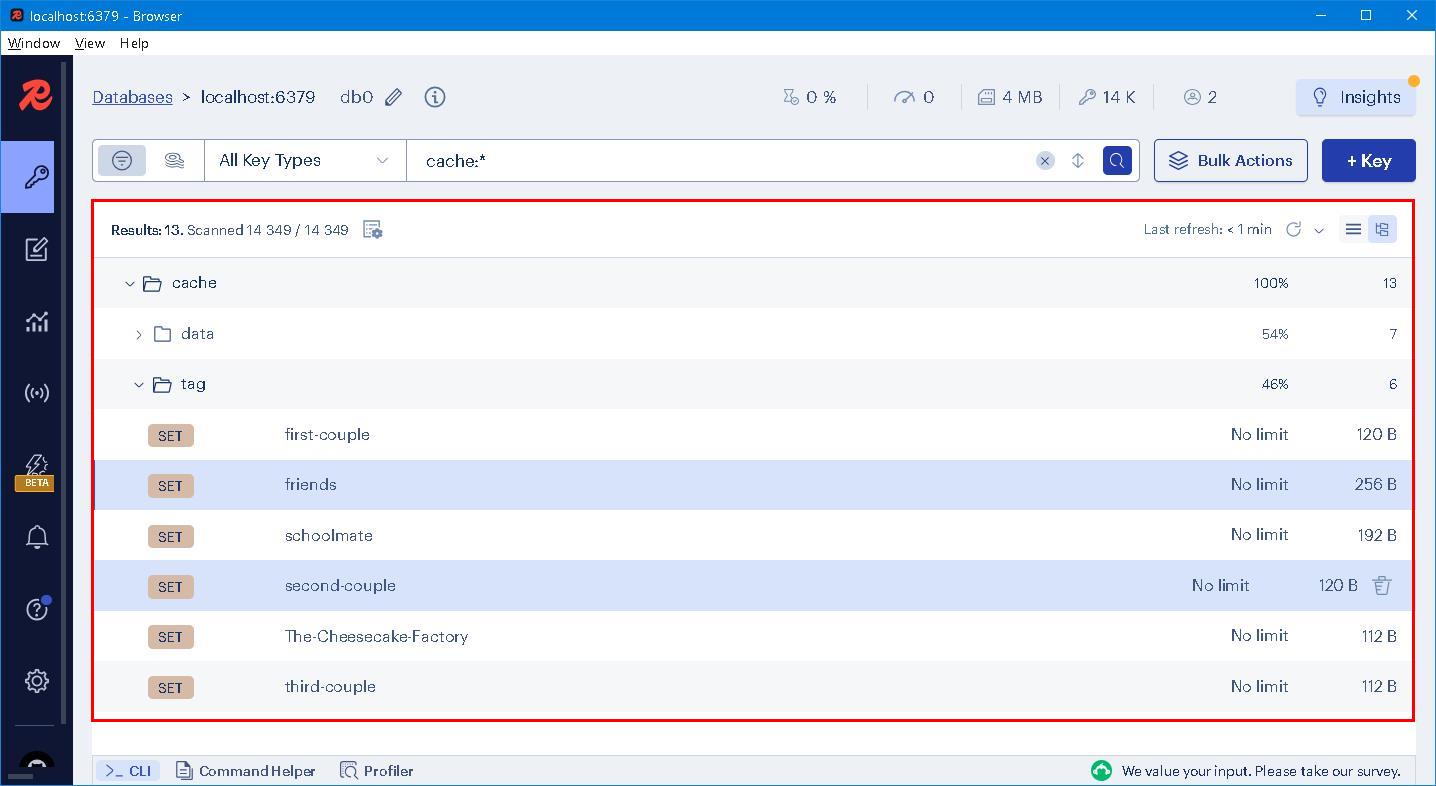 localhost:6379 - Browser
Window View Help
Databases > localhost:6379 db0 0 % 0 4 MB 14 K 2 Insights
All Key Types cache:* Bulk Actions + Key
Results: 13. Scanned 14 349 / 14 349 Last refresh: < 1 min
cache 100% 13
data 54% 7
tag 46% 6
SET first-couple No limit 120 B
SET friends No limit 256 B
BETA
SET schoolmate No limit 192 B
SET second-couple No limit 120 B
SET The-Cheesecake-Factory No limit 112 B
SET third-couple No limit 112 B
>_ CLI Command Helper Profiler We value your input. Please take our survey.